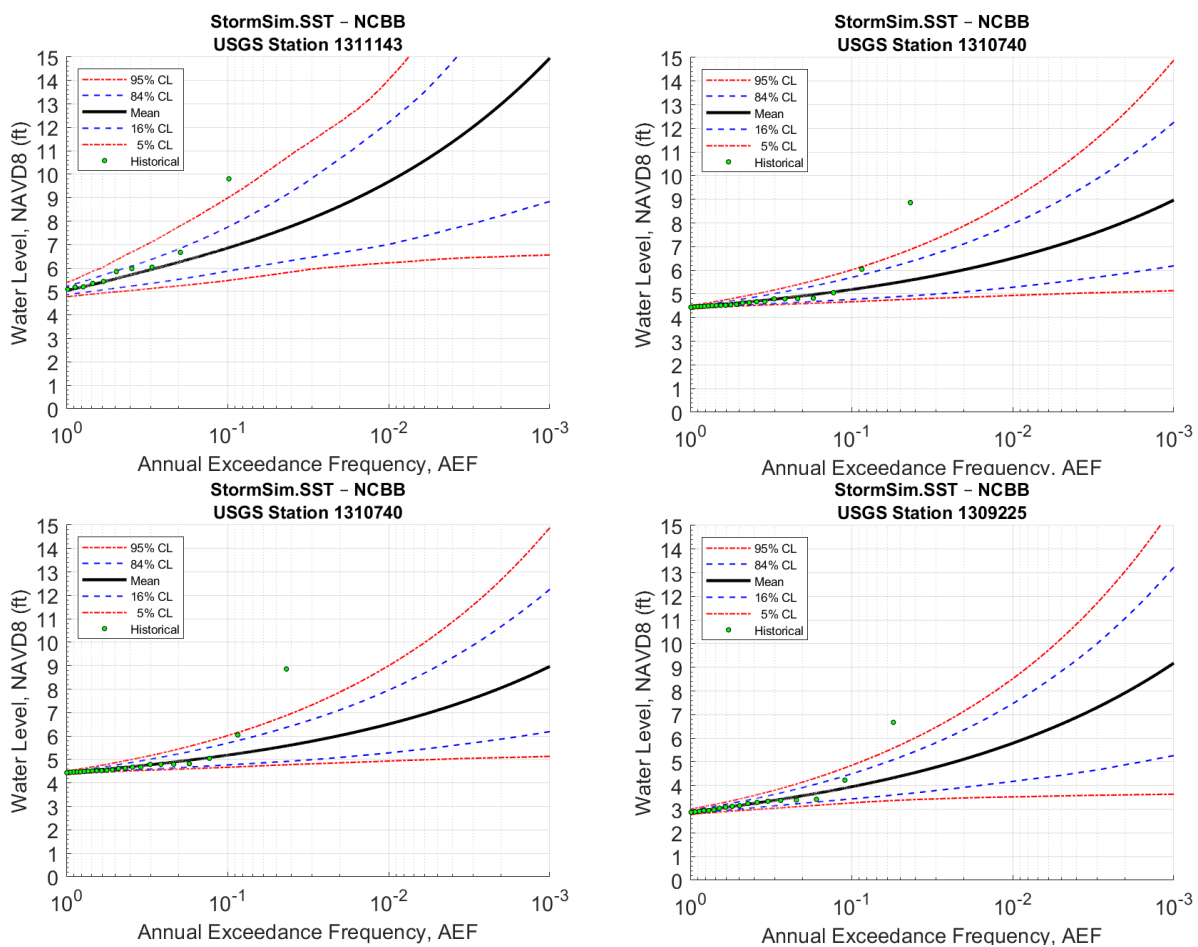 StormSim.SST – NCBB
USGS Station 1311143
15
14
13
12
11
10
9
8
7
6
5
4
3
2
1
0
Water Level, NAVD8 (ft)
95% CL
84% CL
Mean
16% CL
5% CL
Historical
10^0
10^-1
10^-2
10^-3
Annual Exceedance Frequency, AEF
StormSim.SST – NCBB
USGS Station 1310740
15
14
13
12
11
10
9
8
7
6
5
4
3
2
1
0
Water Level, NAVD8 (ft)
95% CL
84% CL
Mean
16% CL
5% CL
Historical
10^0
10^-1
10^-2
10^-3
Annual Exceedance Frequency, AEF
StormSim.SST – NCBB
USGS Station 1310740
15
14
13
12
11
10
9
8
7
6
5
4
3
2
1
0
Water Level, NAVD8 (ft)
95% CL
84% CL
Mean
16% CL
5% CL
Historical
10^0
10^-1
10^-2
10^-3
Annual Exceedance Frequency, AEF
StormSim.SST – NCBB
USGS Station 1309225
15
14
13
12
11
10
9
8
7
6
5
4
3
2
1
0
Water Level, NAVD8 (ft)
95% CL
84% CL
Mean
16% CL
5% CL
Historical
10^0
10^-1
10^-2
10^-3
Annual Exceedance Frequency, AEF